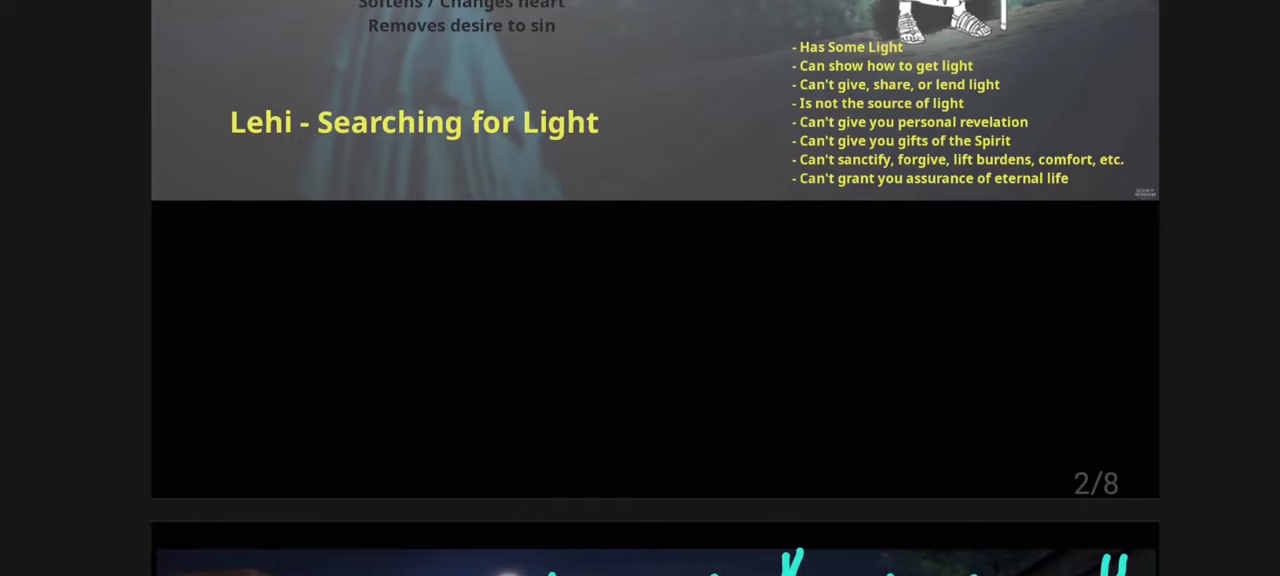 Softens / Changes heart
Removes desire to sin
Lehi - Searching for Light
- Has Some Light
- Can show how to get light
- Can't give, share, or lend light
- Is not the source of light
- Can't give you personal revelation
- Can't give you gifts of the Spirit
- Can't sanctify, forgive, lift burdens, comfort, etc.
- Can't grant you assurance of eternal life
2/8